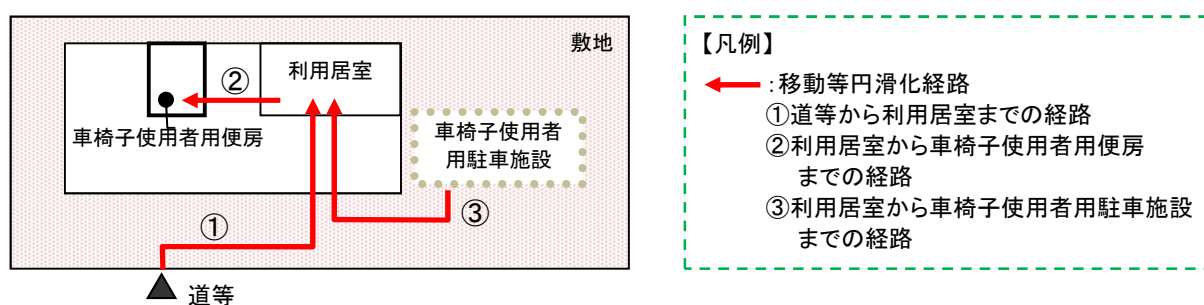 敷地
利用居室
②
車椅子使用者用便房
車椅子使用者
用駐車施設
①
③
道等
【凡例】
:移動等円滑化経路
①道等から利用居室までの経路
②利用居室から車椅子使用者用便房
までの経路
③利用居室から車椅子使用者用駐車施設
までの経路